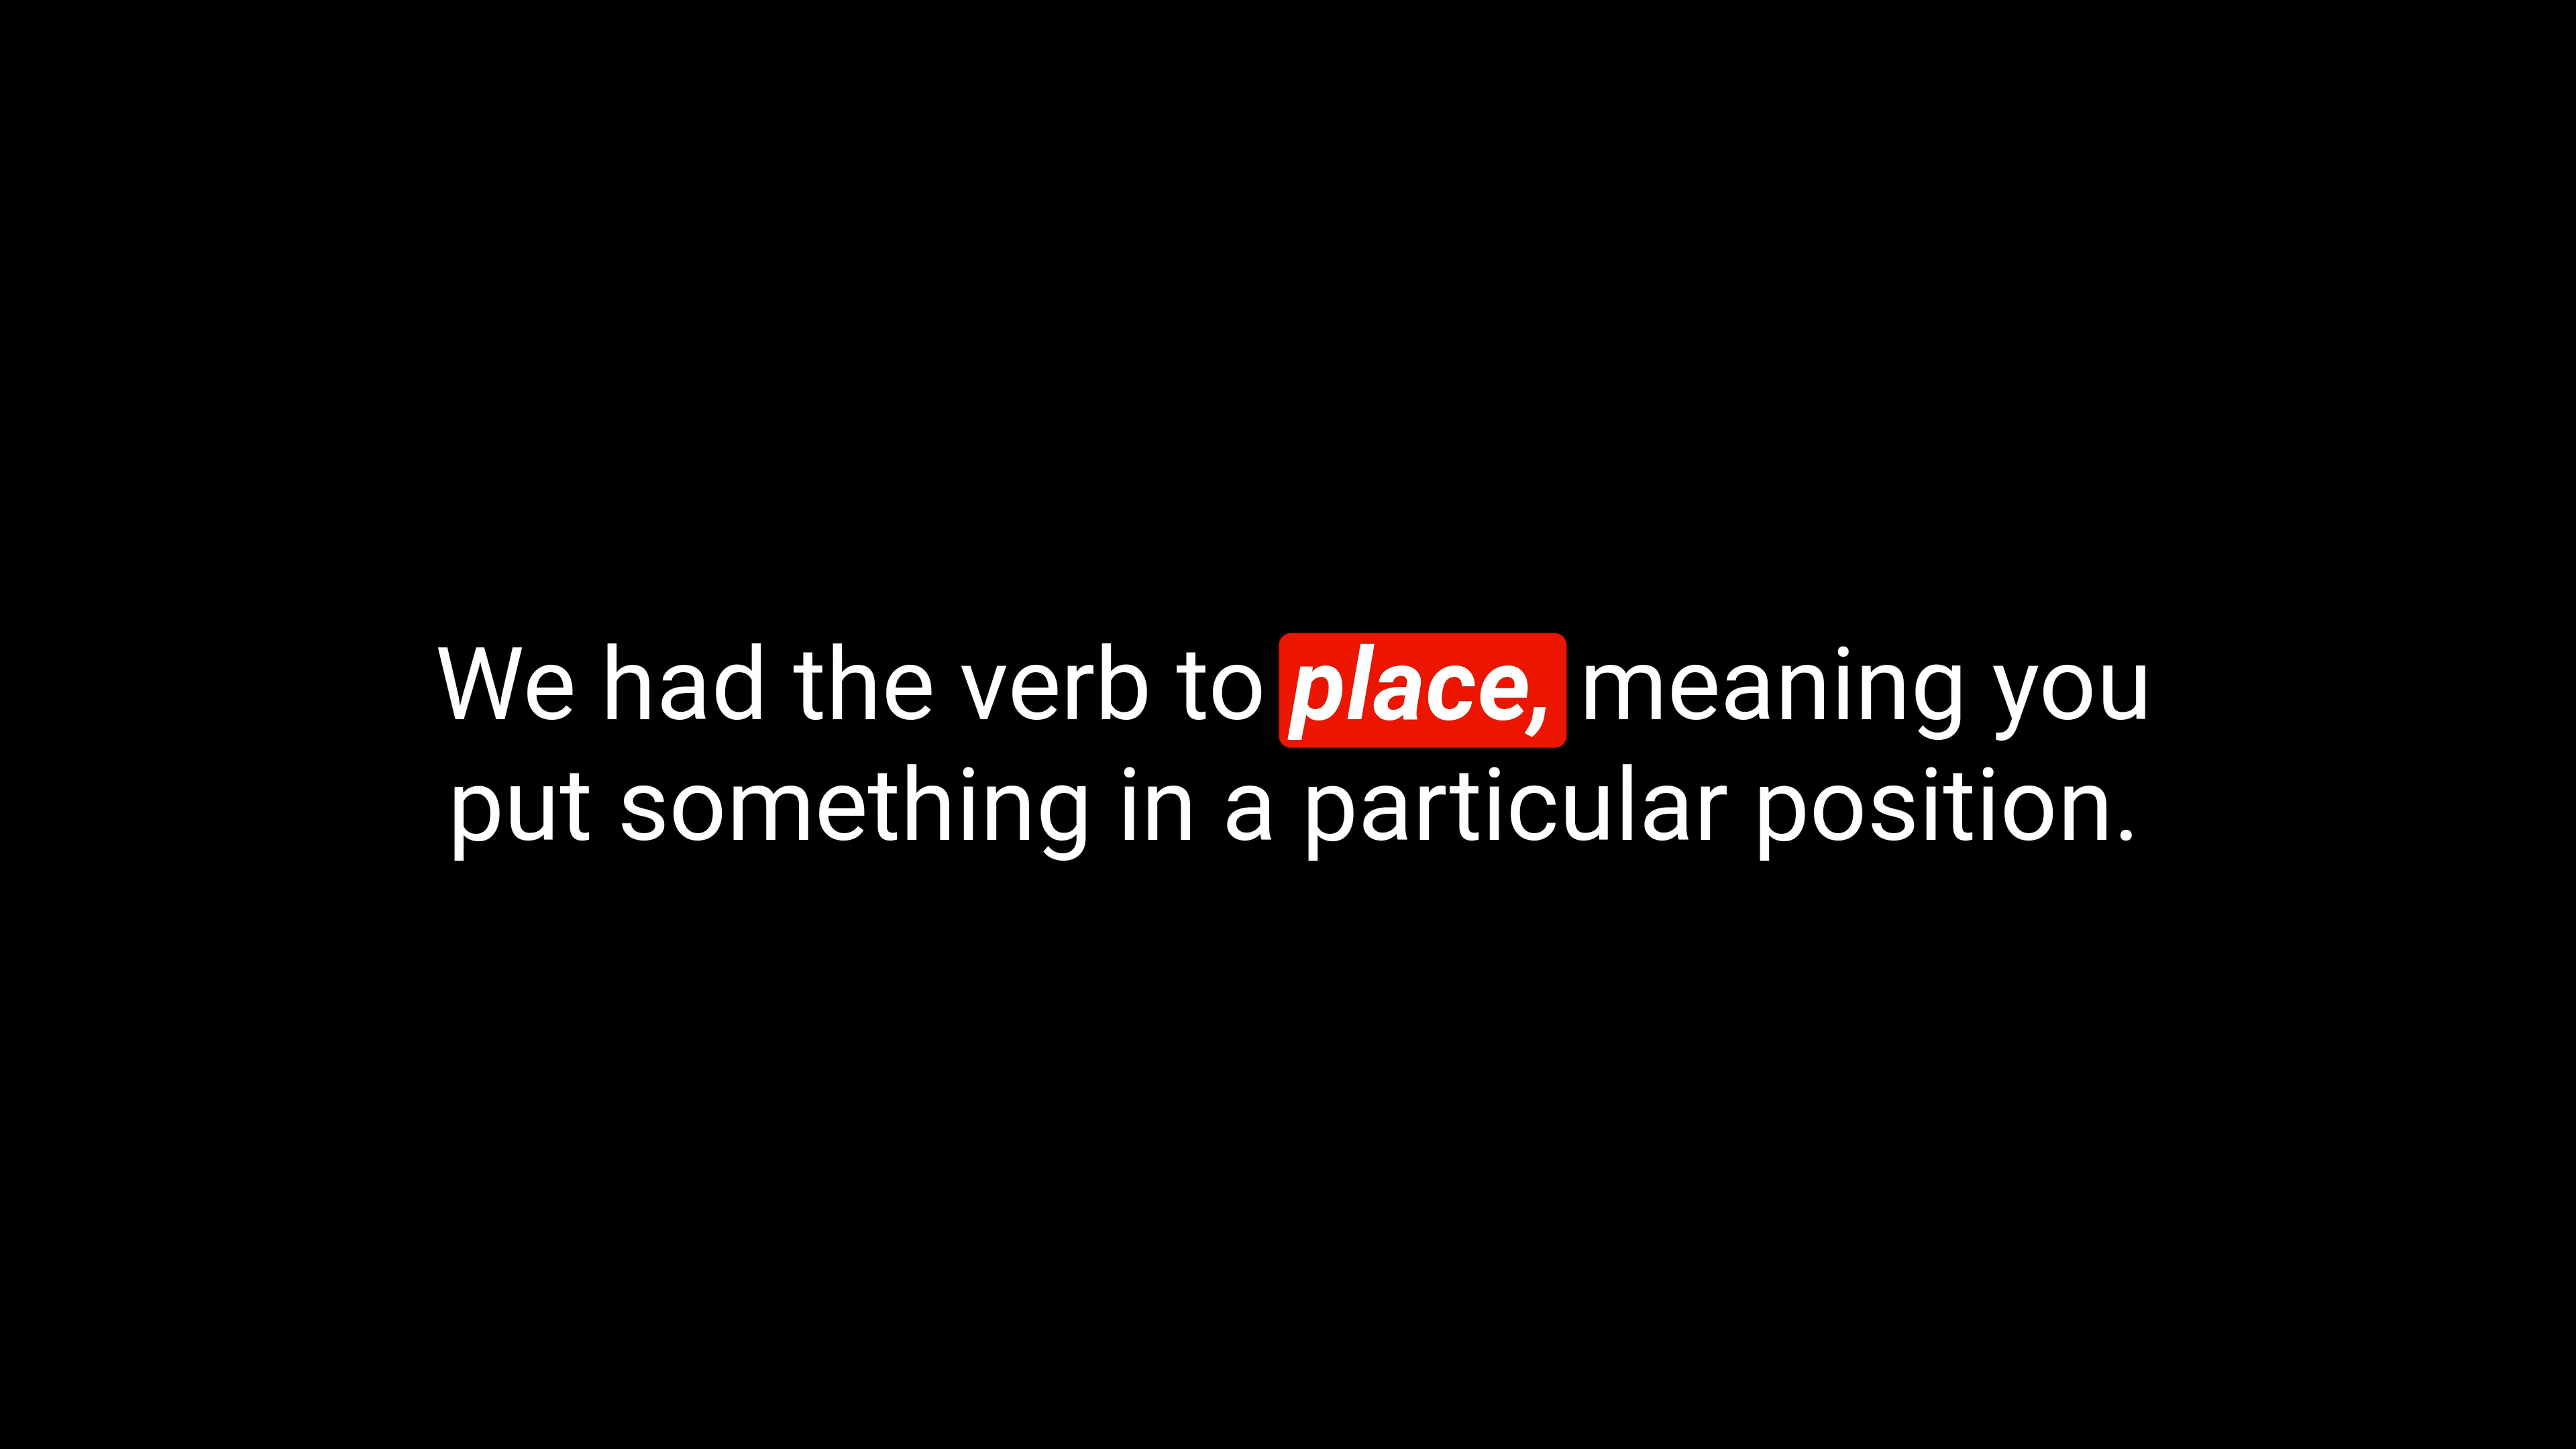 We had the verb to place, meaning you
put something in a particular position.